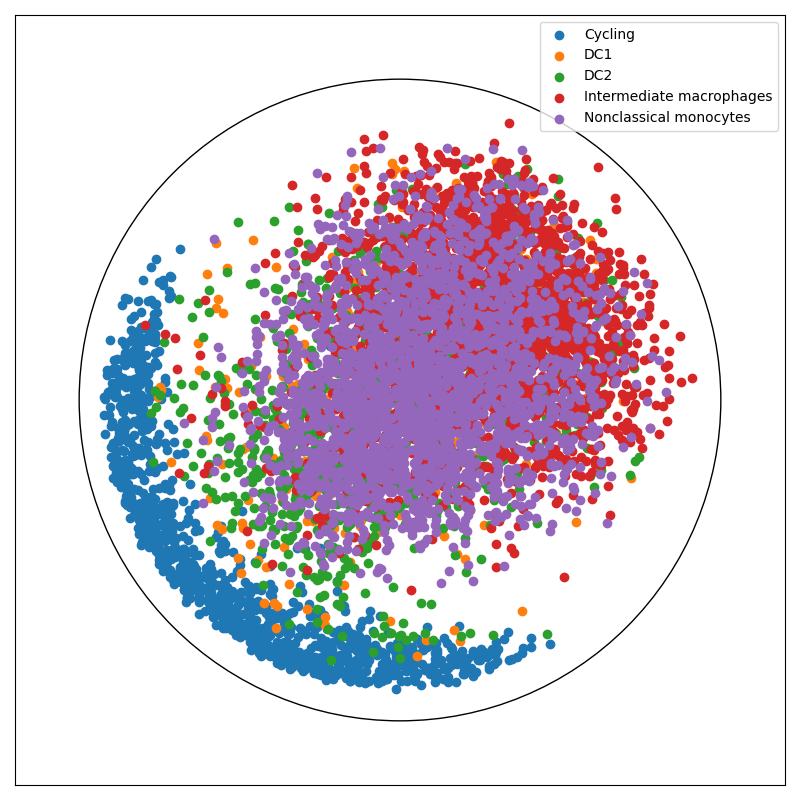 Cycling
DC1
DC2
Intermediate macrophages
Nonclassical monocytes